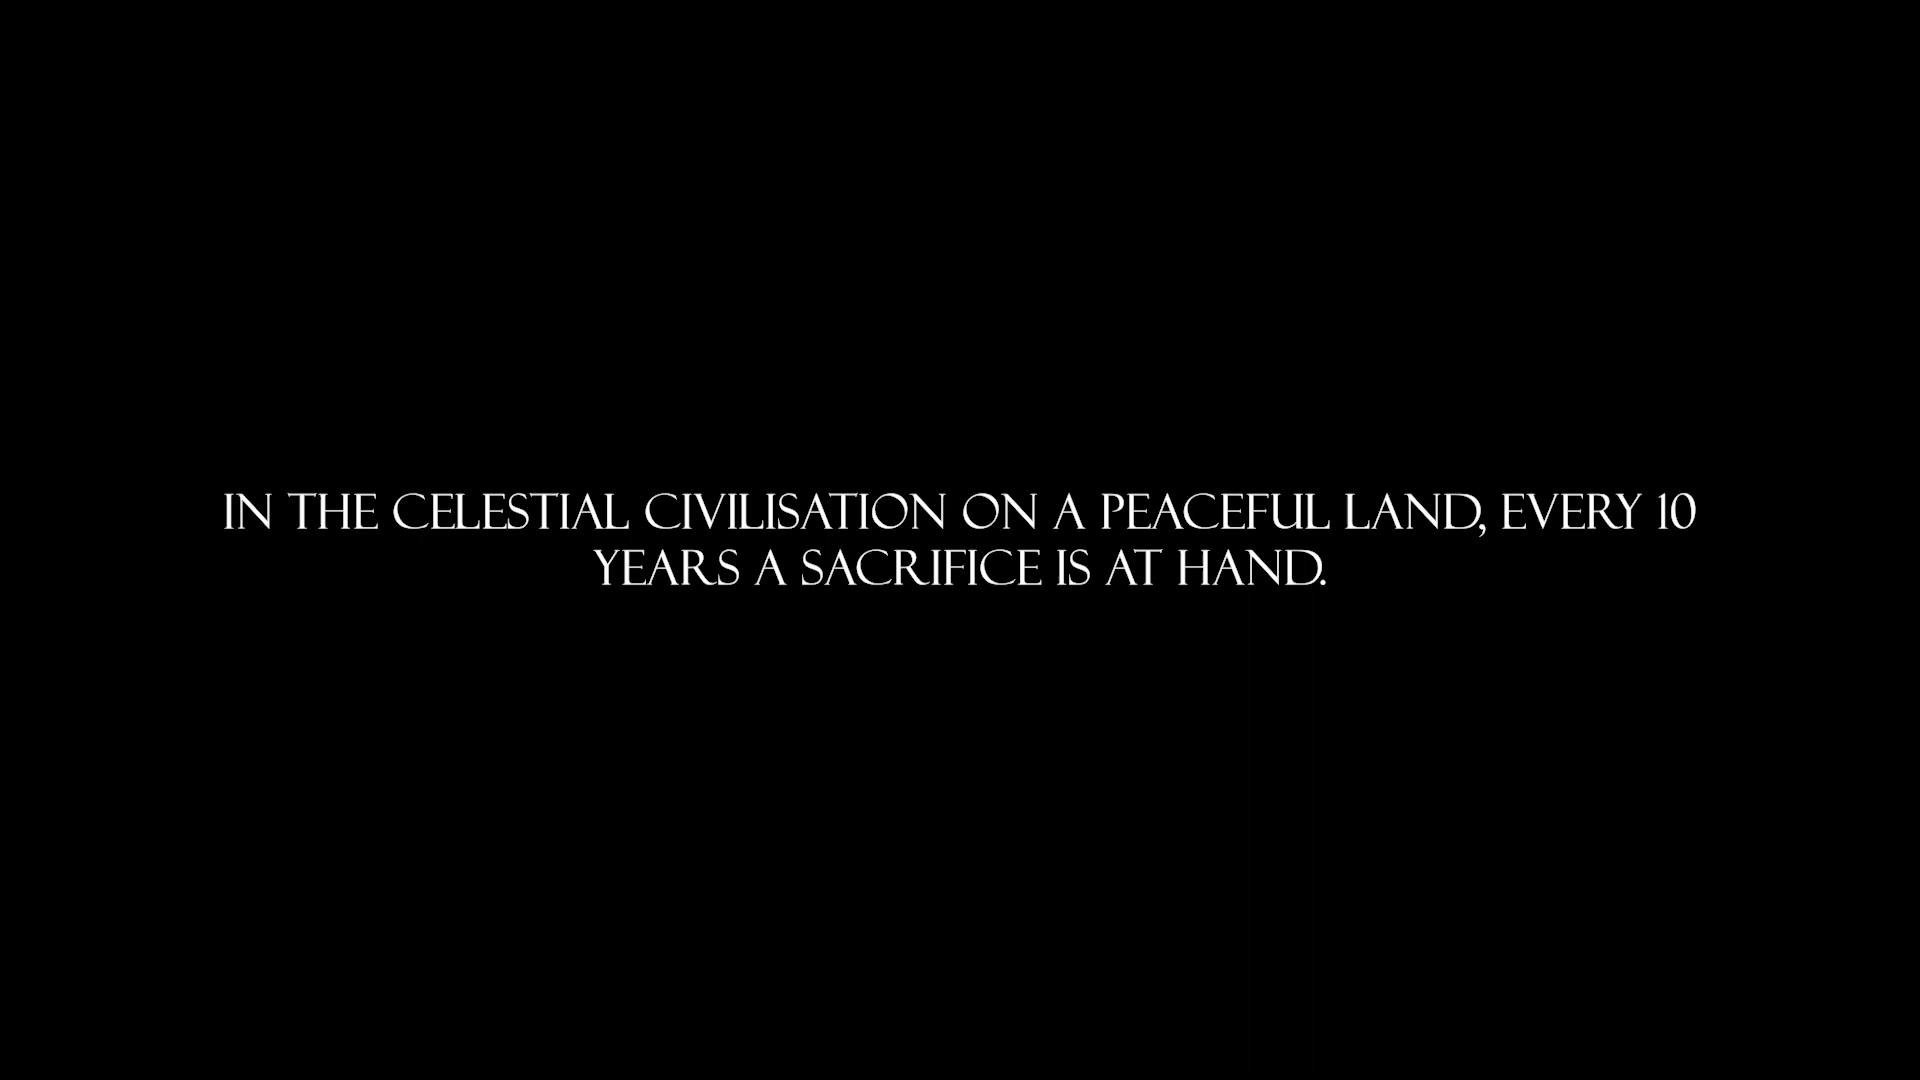 IN THE CELESTIAL CIVILISATION ON A PEACEFUL LAND, EVERY 10
YEARS A SACRIFICE IS AT HAND.